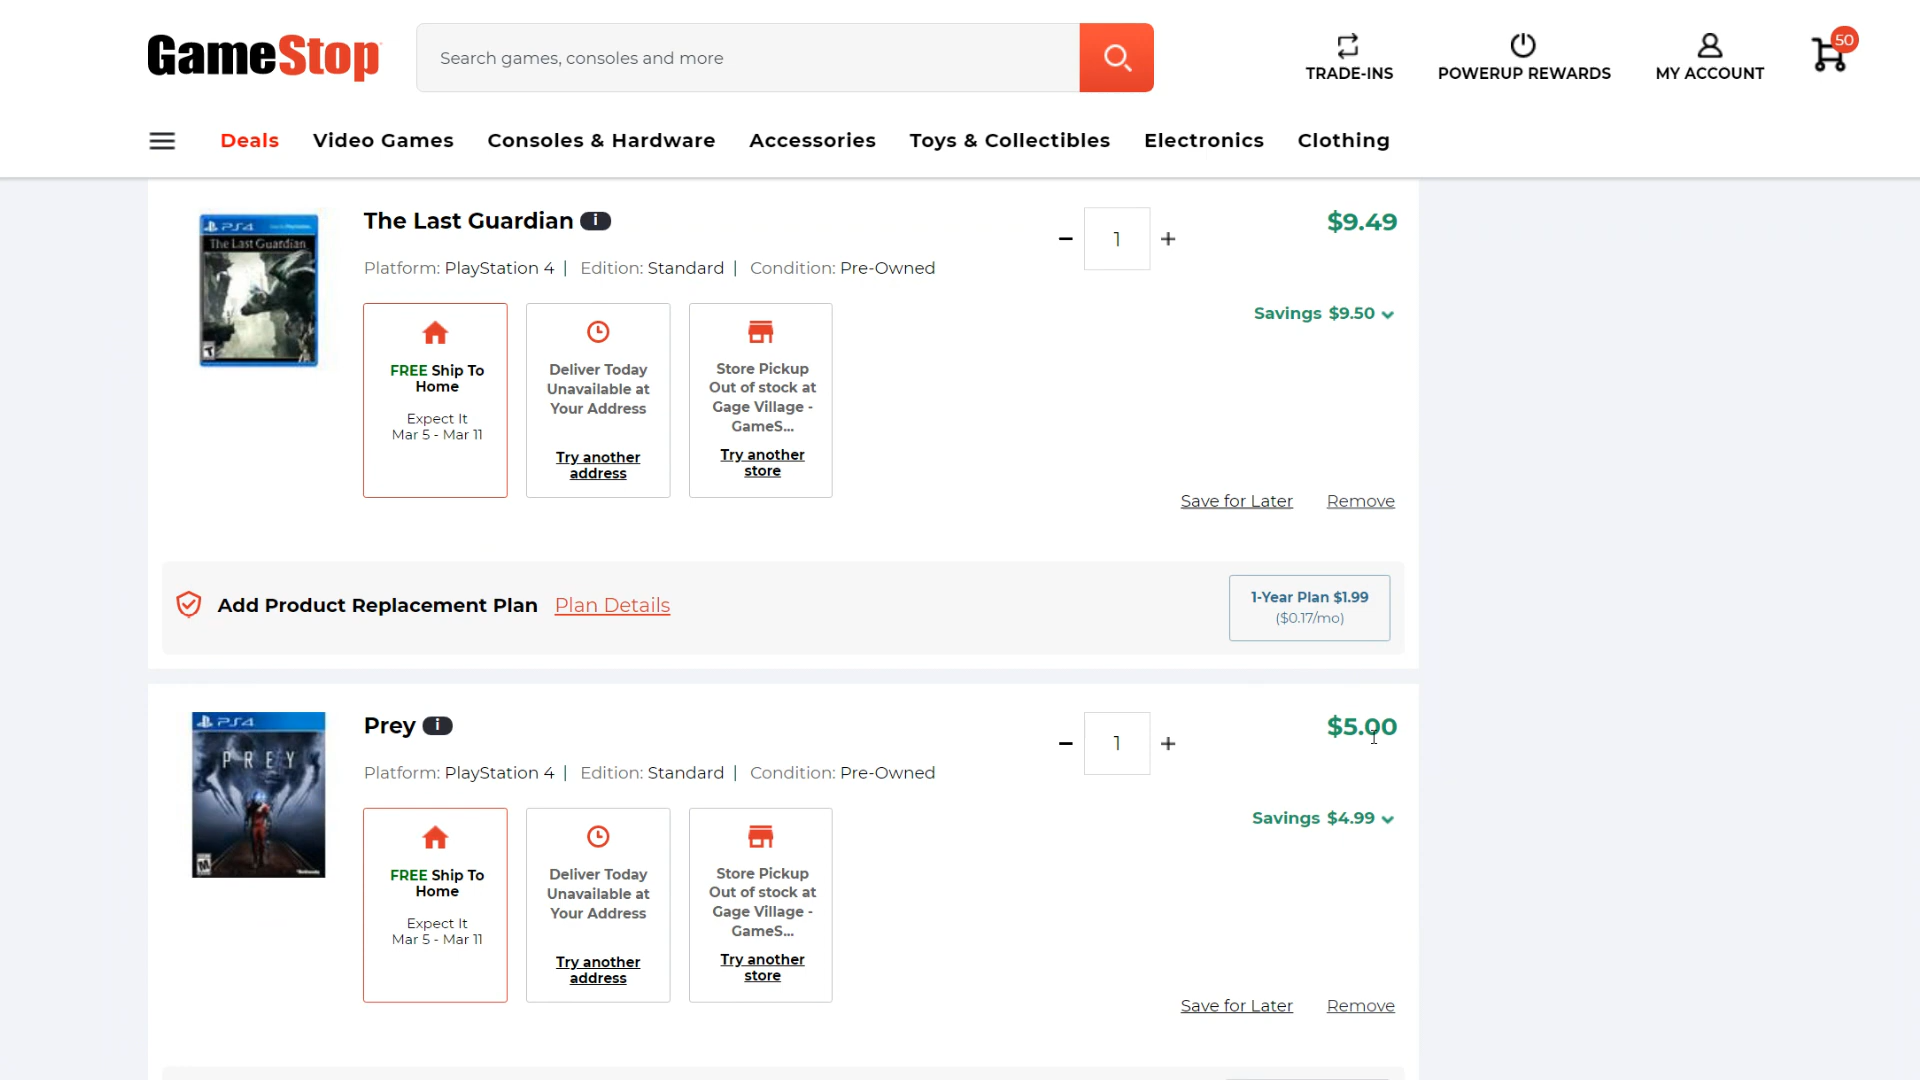 GameStop
Search games, consoles and more
TRADE-INS
POWERUP REWARDS
MY ACCOUNT
50
Deals
Video Games
Consoles & Hardware
Accessories
Toys & Collectibles
Electronics
Clothing
PS4
The Last Guardian
T
The Last Guardian i
Platform: PlayStation 4 | Edition: Standard | Condition: Pre-Owned
- 1 +
$9.49
Savings $9.50
FREE Ship To
Home
Expect It
Mar 5 - Mar 11
Deliver Today
Unavailable at
Your Address
Try another
address
Store Pickup
Out of stock at
Gage Village -
GameS...
Try another
store
Save for Later
Remove
Add Product Replacement Plan
Plan Details
1-Year Plan $1.99
($0.17/mo)
PS4
PREY
M
Bethesda
Prey i
Platform: PlayStation 4 | Edition: Standard | Condition: Pre-Owned
- 1 +
$5.00
Savings $4.99
FREE Ship To
Home
Expect It
Mar 5 - Mar 11
Deliver Today
Unavailable at
Your Address
Try another
address
Store Pickup
Out of stock at
Gage Village -
GameS...
Try another
store
Save for Later
Remove